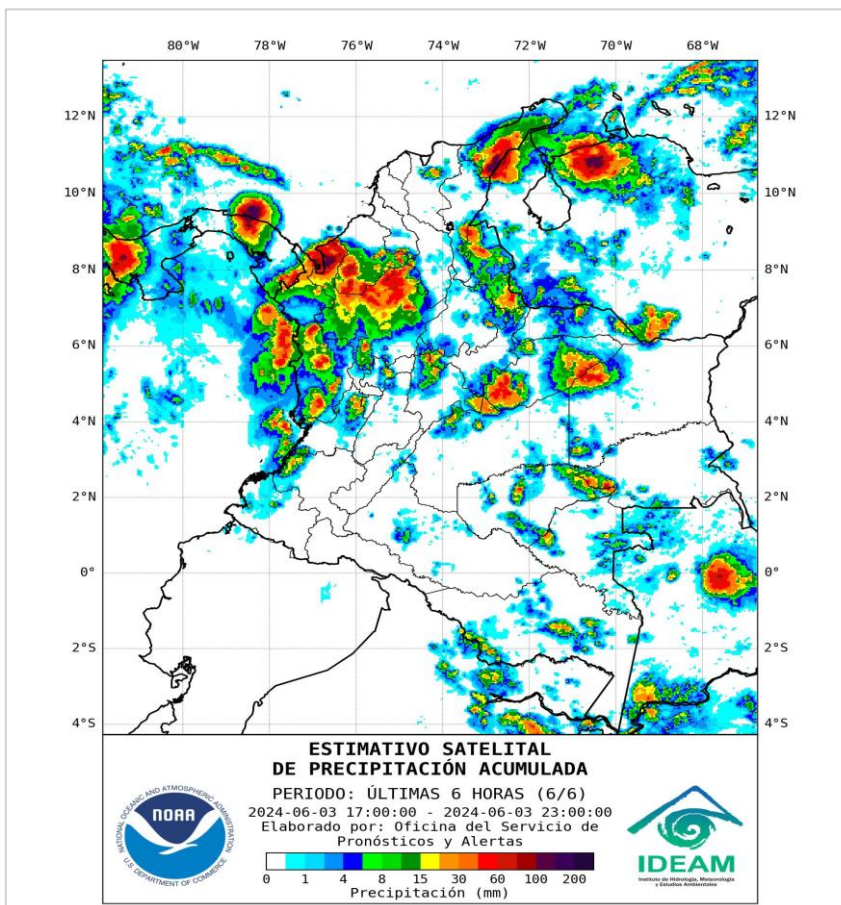 80°W 78°W 76°W 74°W 72°W 70°W 68°W
12°N 12°N
10°N 10°N
8°N 8°N
6°N 6°N
4°N 4°N
2°N 2°N
0° 0°
2°S 2°S
4°S 4°S
ESTIMATIVO SATELITAL
DE PRECIPITACIÓN ACUMULADA
PERIODO: ÚLTIMAS 6 HORAS (6/6)
2024-06-03 17:00:00 - 2024-06-03 23:00:00
Elaborado por: Oficina del Servicio de
Pronósticos y Alertas
0 1 4 8 15 30 60 100 200
Precipitación (mm)
NATIONAL OCEANIC AND ATMOSPHERIC ADMINISTRATION
NOAA
U.S. DEPARTMENT OF COMMERCE
IDEAM
Instituto de Hidrología, Meteorología
y Estudios Ambientales